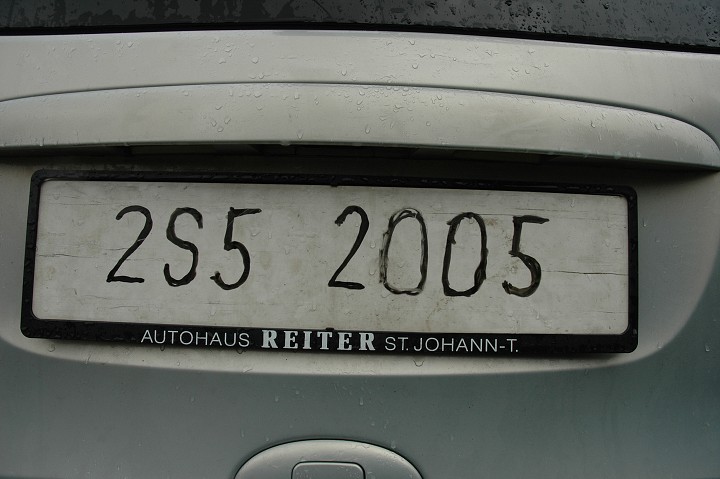 2S5 2005
AUTOHAUS REITER ST. JOHANN-T.